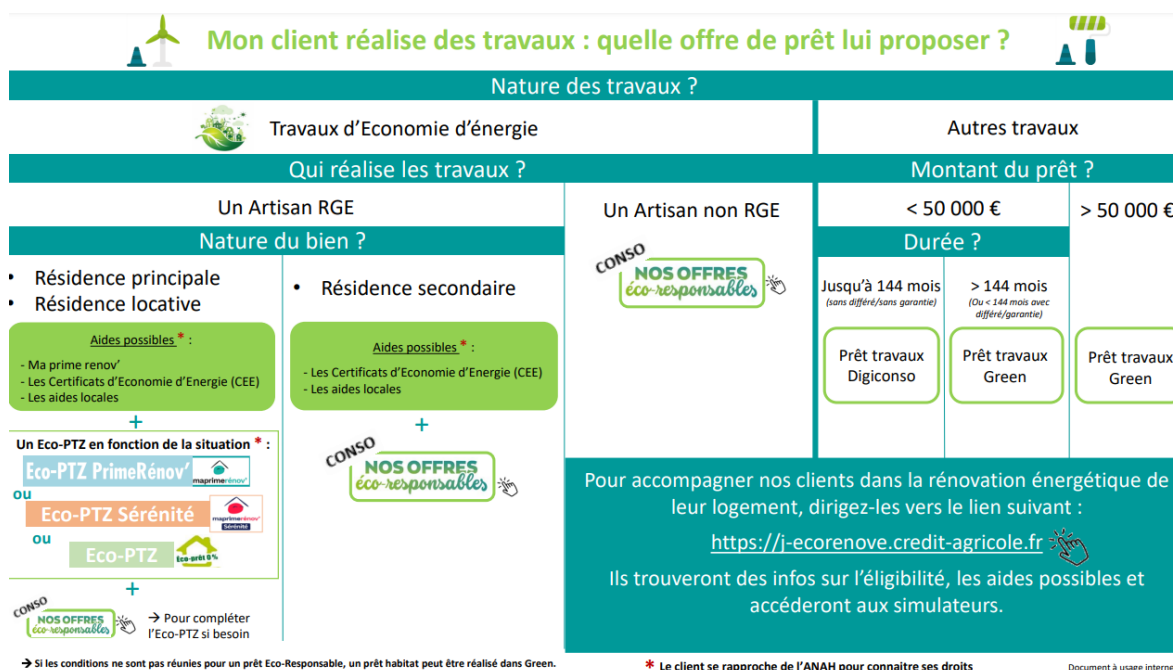 Mon client réalise des travaux : quelle offre de prêt lui proposer ?
Nature des travaux ?
Travaux d'Economie d'énergie
Autres travaux
Qui réalise les travaux ?
Montant du prêt ?
Un Artisan RGE
Un Artisan non RGE
< 50 000 €
> 50 000 €
Nature du bien ?
Durée ?
• Résidence principale
• Résidence locative
• Résidence secondaire
CONSO
NOS OFFRES
éco-responsables
Jusqu'à 144 mois
(sans différé/sans garantie)
> 144 mois
(Ou < 144 mois avec
différé/garantie)
Aides possibles * :
- Ma prime renov'
- Les Certificats d'Economie d'Energie (CEE)
- Les aides locales
Aides possibles * :
- Les Certificats d'Economie d'Energie (CEE)
- Les aides locales
Prêt travaux
Digiconso
Prêt travaux
Green
Prêt travaux
Green
+
+
Un Eco-PTZ en fonction de la situation * :
Eco-PTZ PrimeRénov'
maprimerénov'
ou
Eco-PTZ Sérénité
maprimerénov'
Sérénité
ou
Eco-PTZ
Eco-prêt 0%
CONSO
NOS OFFRES
éco-responsables
+
CONSO
NOS OFFRES
éco-responsables
→ Pour compléter
l'Eco-PTZ si besoin
Pour accompagner nos clients dans la rénovation énergétique de
leur logement, dirigez-les vers le lien suivant :
https://j-ecorenove.credit-agricole.fr
Ils trouveront des infos sur l'éligibilité, les aides possibles et
accéderont aux simulateurs.
→ Si les conditions ne sont pas réunies pour un prêt Eco-Responsable, un prêt habitat peut être réalisé dans Green.
* Le client se rapproche de l'ANAH pour connaitre ses droits
Document à usage interne